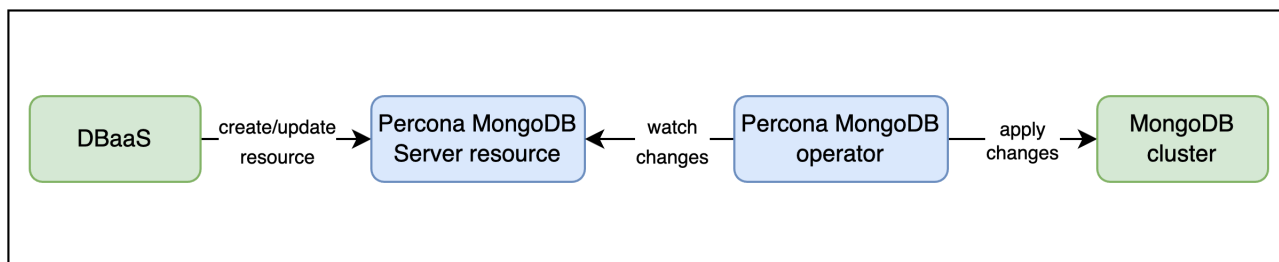 DBaaS
create/update
resource
Percona MongoDB
Server resource
watch
changes
Percona MongoDB
operator
apply
changes
MongoDB
cluster